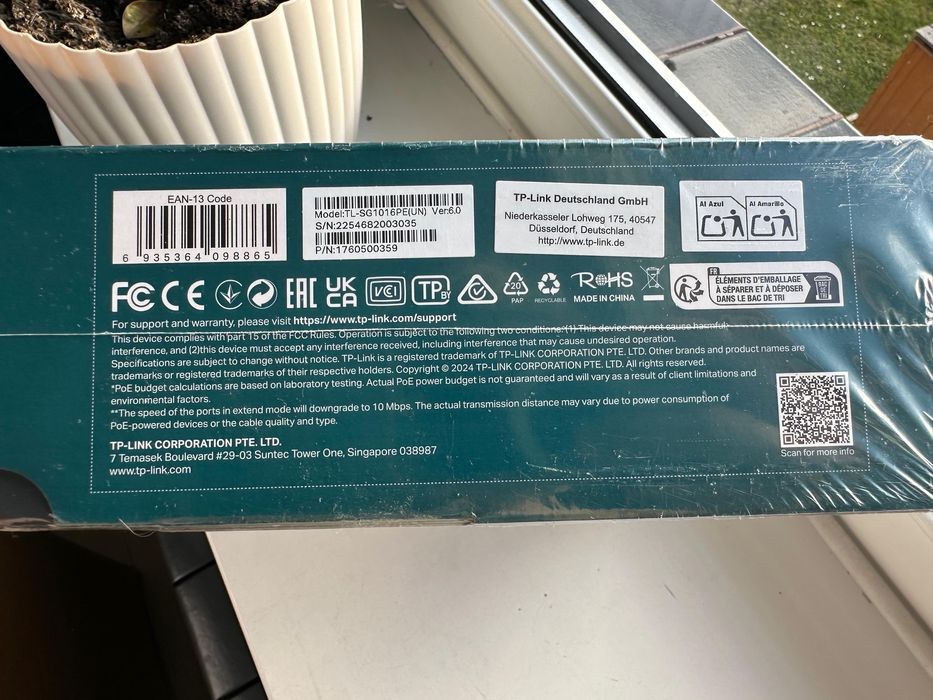 EAN-13 Code
6 935364 098865
Model:TL-SG1016PE(UN) Ver:6.0
S/N:2254682003035
P/N:1760500359
TP-Link Deutschland GmbH
Niederkasseler Lohweg 175, 40547
Düsseldorf, Deutschland
http://www.tp-link.de
Al Azul
Al Amarillo
FC CE EAC UK CA VCI TP BY 20 PAP RECYCLABLE RoHS MADE IN CHINA
FR
ÉLÉMENTS D'EMBALLAGE
À SÉPARER ET À DÉPOSER
DANS LE BAC DE TRI
BAC DE TRI
For support and warranty, please visit https://www.tp-link.com/support
This device complies with part 15 of the FCC Rules. Operation is subject to the following two conditions:(1) This device may not cause harmful
interference, and (2)this device must accept any interference received, including interference that may cause undesired operation.
Specifications are subject to change without notice. TP-Link is a registered trademark of TP-LINK CORPORATION PTE. LTD. Other brands and product names are
trademarks or registered trademarks of their respective holders. Copyright © 2024 TP-LINK CORPORATION PTE. LTD. All rights reserved.
*PoE budget calculations are based on laboratory testing. Actual PoE power budget is not guaranteed and will vary as a result of client limitations and
environmental factors.
**The speed of the ports in extend mode will downgrade to 10 Mbps. The actual transmission distance may vary due to power consumption of
PoE-powered devices or the cable quality and type.
TP-LINK CORPORATION PTE. LTD.
7 Temasek Boulevard #29-03 Suntec Tower One, Singapore 038987
www.tp-link.com
Scan for more info